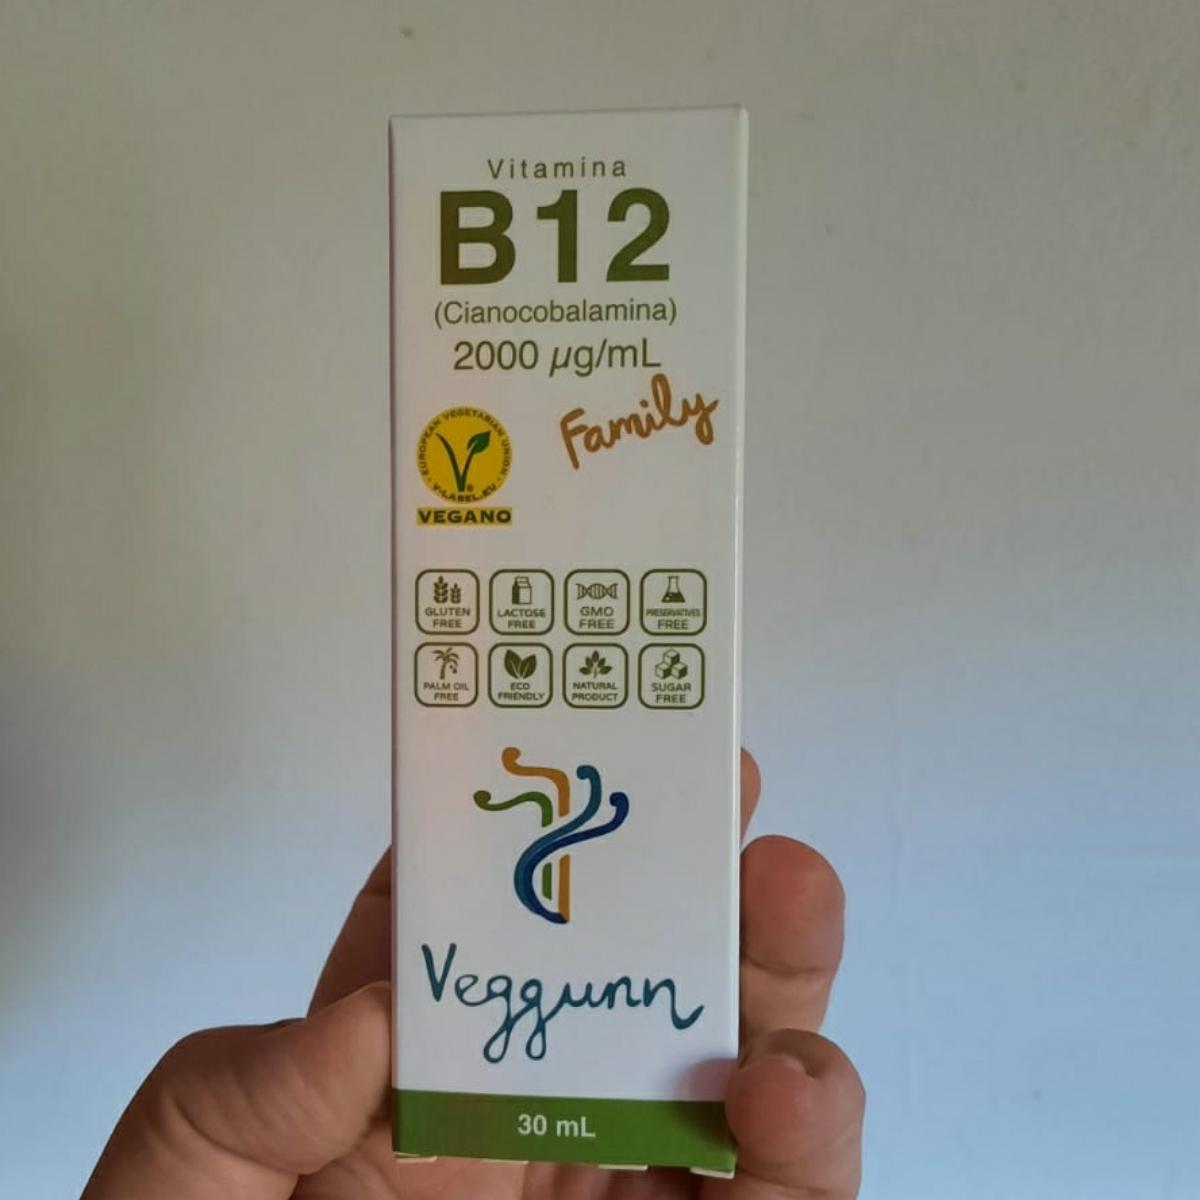 Vitamina
B12
(Cianocobalamina)
2000 µg/mL
Family
EUROPEAN VEGETARIAN UNION
V-LABEL.EU
VEGANO
GLUTEN FREE
LACTOSE FREE
GMO FREE
PRESERVATIVES FREE
PALM OIL FREE
ECO FRIENDLY
NATURAL PRODUCT
SUGAR FREE
Veggunn
30 mL